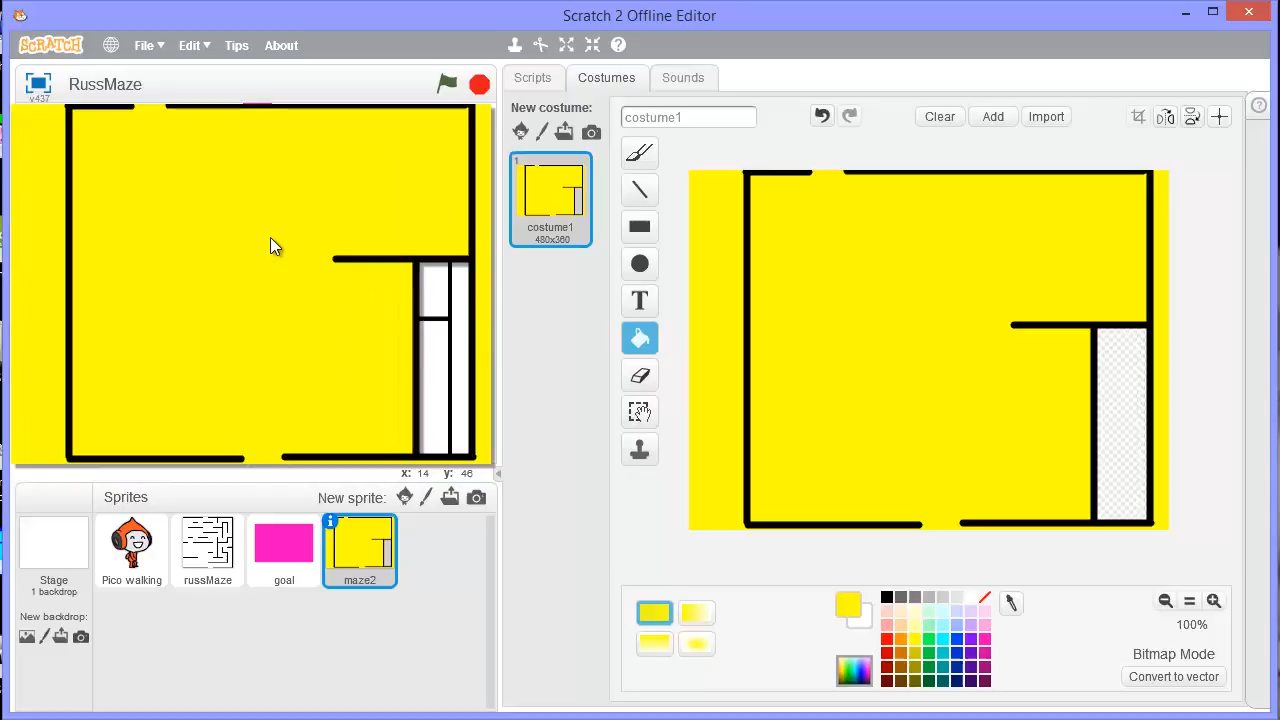 Scratch 2 Offline Editor
SCRATCH File Edit Tips About
v437
RussMaze
Scripts Costumes Sounds
New costume:
costume1
Clear Add Import
1
costume1
480x360
T
x: 14 y: 46
Sprites New sprite:
Stage
1 backdrop
New backdrop:
Pico walking
russMaze
goal
maze2
100%
Bitmap Mode
Convert to vector